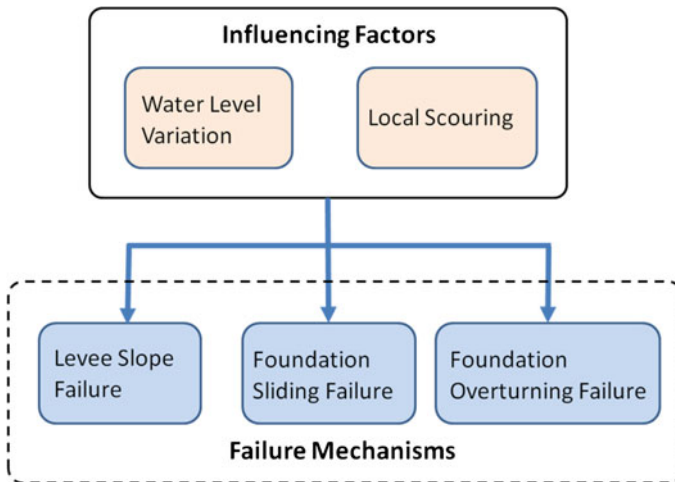 Influencing Factors
Water Level
Variation
Local Scouring
Levee Slope
Failure
Foundation
Sliding Failure
Foundation
Overturning Failure
Failure Mechanisms